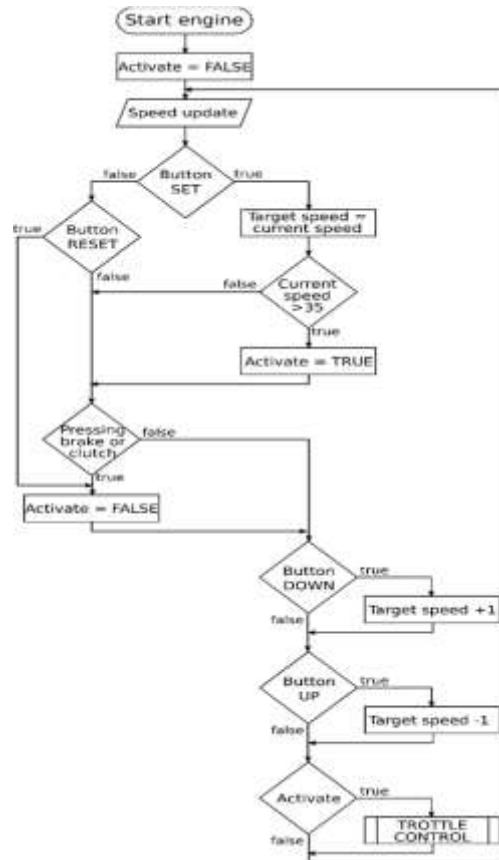 Start engine
Activate = FALSE
Speed update
Button
SET
false
true
Target speed =
current speed
Button
RESET
true
false
Current
speed
>35
false
true
Activate = TRUE
Pressing
brake or
clutch
false
true
Activate = FALSE
Button
DOWN
true
false
Target speed +1
Button
UP
true
false
Target speed -1
Activate
true
false
TROTTLE
CONTROL